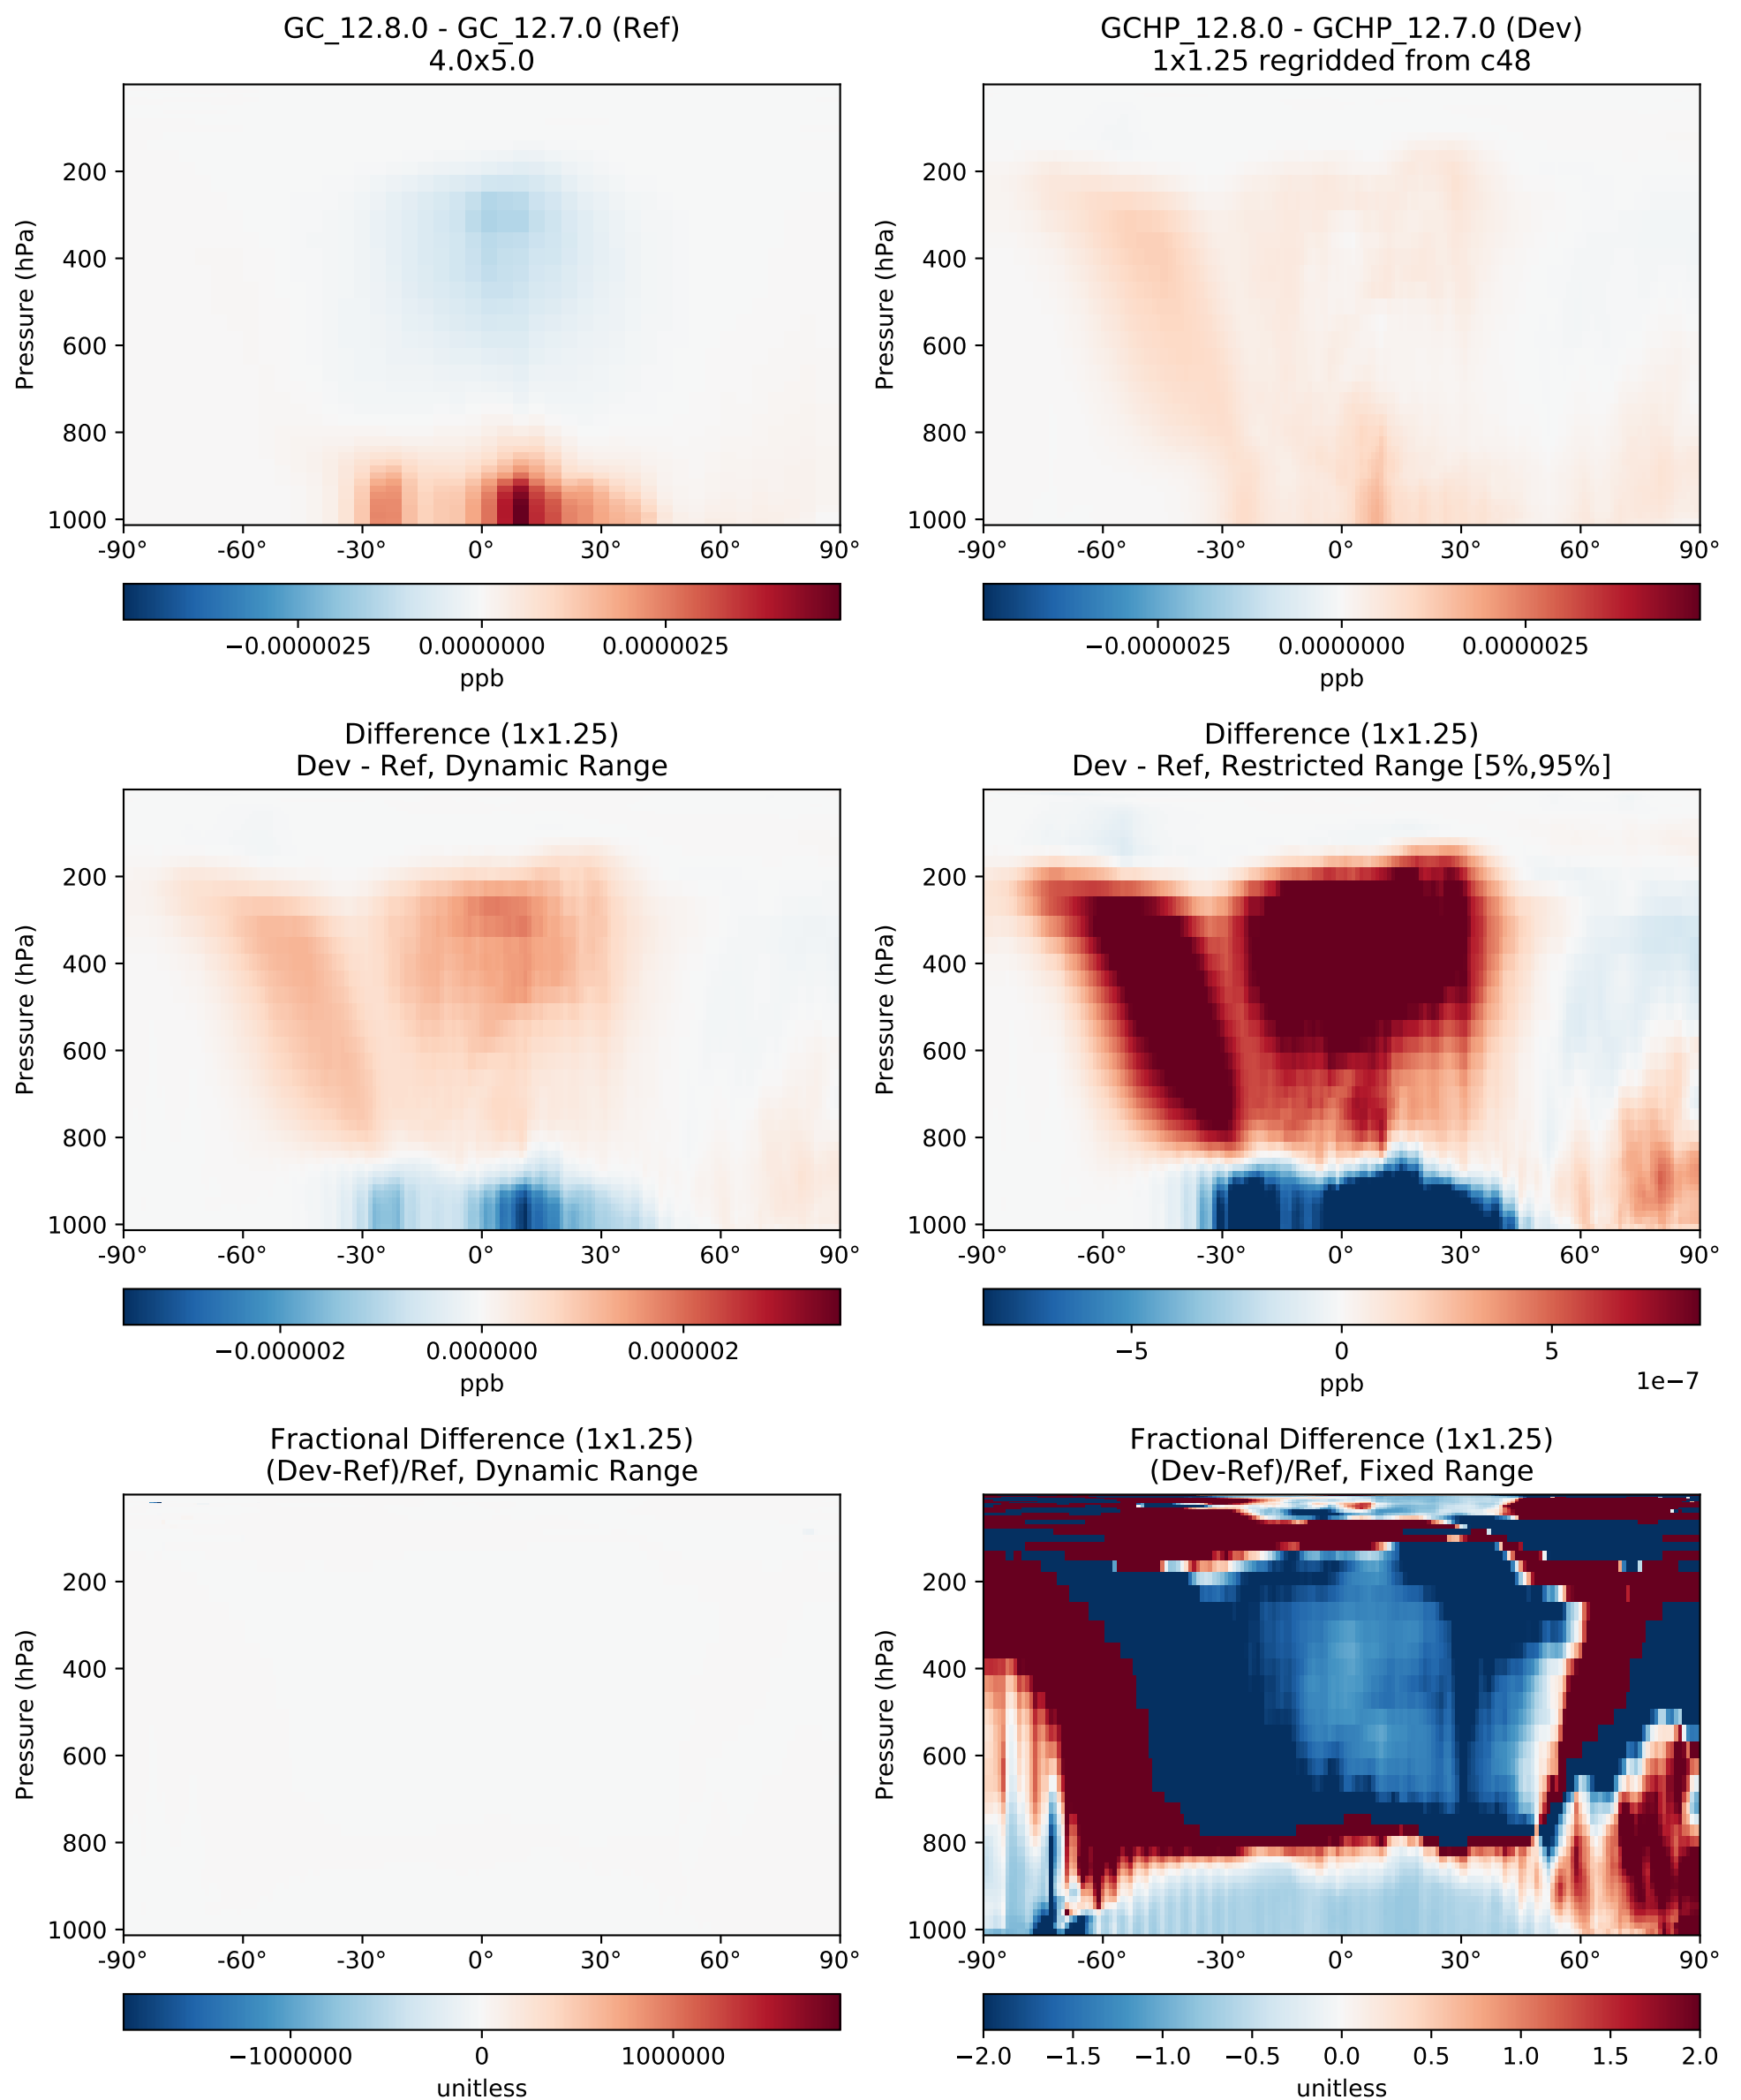 GC_12.8.0 - GC_12.7.0 (Ref)
4.0x5.0
Pressure (hPa)
200
400
600
800
1000
-90° -60° -30° 0° 30° 60° 90°
−0.0000025 0.0000000 0.0000025
ppb
GCHP_12.8.0 - GCHP_12.7.0 (Dev)
1x1.25 regridded from c48
Pressure (hPa)
200
400
600
800
1000
-90° -60° -30° 0° 30° 60° 90°
−0.0000025 0.0000000 0.0000025
ppb
Difference (1x1.25)
Dev - Ref, Dynamic Range
Pressure (hPa)
200
400
600
800
1000
-90° -60° -30° 0° 30° 60° 90°
−0.000002 0.000000 0.000002
ppb
Difference (1x1.25)
Dev - Ref, Restricted Range [5%,95%]
Pressure (hPa)
200
400
600
800
1000
-90° -60° -30° 0° 30° 60° 90°
−5 0 5
ppb
1e−7
Fractional Difference (1x1.25)
(Dev-Ref)/Ref, Dynamic Range
Pressure (hPa)
200
400
600
800
1000
-90° -60° -30° 0° 30° 60° 90°
−1000000 0 1000000
unitless
Fractional Difference (1x1.25)
(Dev-Ref)/Ref, Fixed Range
Pressure (hPa)
200
400
600
800
1000
-90° -60° -30° 0° 30° 60° 90°
−2.0 −1.5 −1.0 −0.5 0.0 0.5 1.0 1.5 2.0
unitless